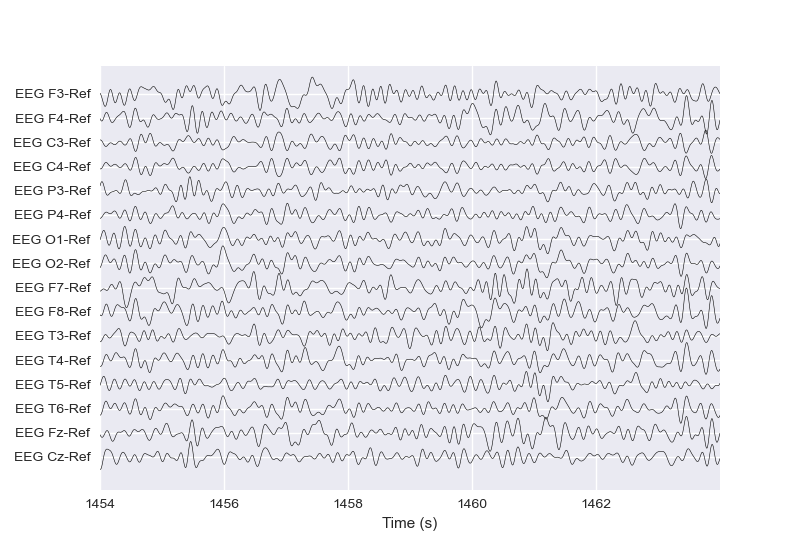 EEG F3-Ref
EEG F4-Ref
EEG C3-Ref
EEG C4-Ref
EEG P3-Ref
EEG P4-Ref
EEG O1-Ref
EEG O2-Ref
EEG F7-Ref
EEG F8-Ref
EEG T3-Ref
EEG T4-Ref
EEG T5-Ref
EEG T6-Ref
EEG Fz-Ref
EEG Cz-Ref
1454 1456 1458 1460 1462
Time (s)